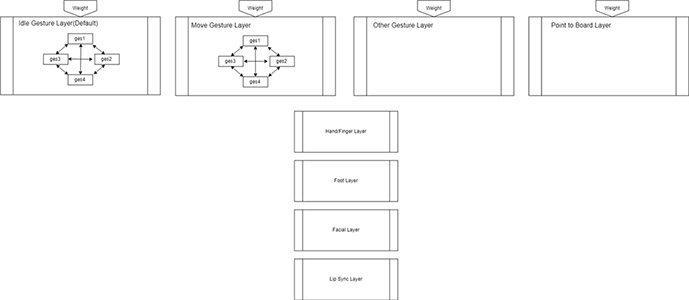 Weight
Weight
Weight
Weight
Idle Gesture Layer(Default)
Move Gesture Layer
Other Gesture Layer
Point to Board Layer
ges1
ges3
ges2
ges4
ges1
ges3
ges2
ges4
Hand/Finger Layer
Foot Layer
Facial Layer
Lip Sync Layer